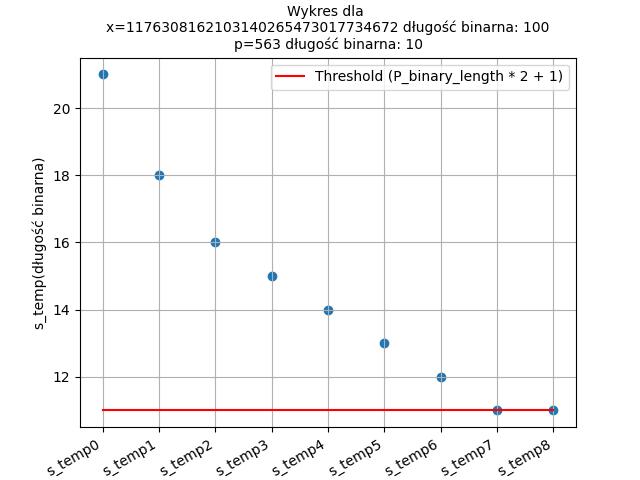 Wykres dla
x=1176308162103140265473017734672 długość binarna: 100
p=563 długość binarna: 10
Threshold (P_binary_length * 2 + 1)
s_temp(długość binarna)
20
18
16
14
12
s_temp0
s_temp1
s_temp2
s_temp3
s_temp4
s_temp5
s_temp6
s_temp7
s_temp8